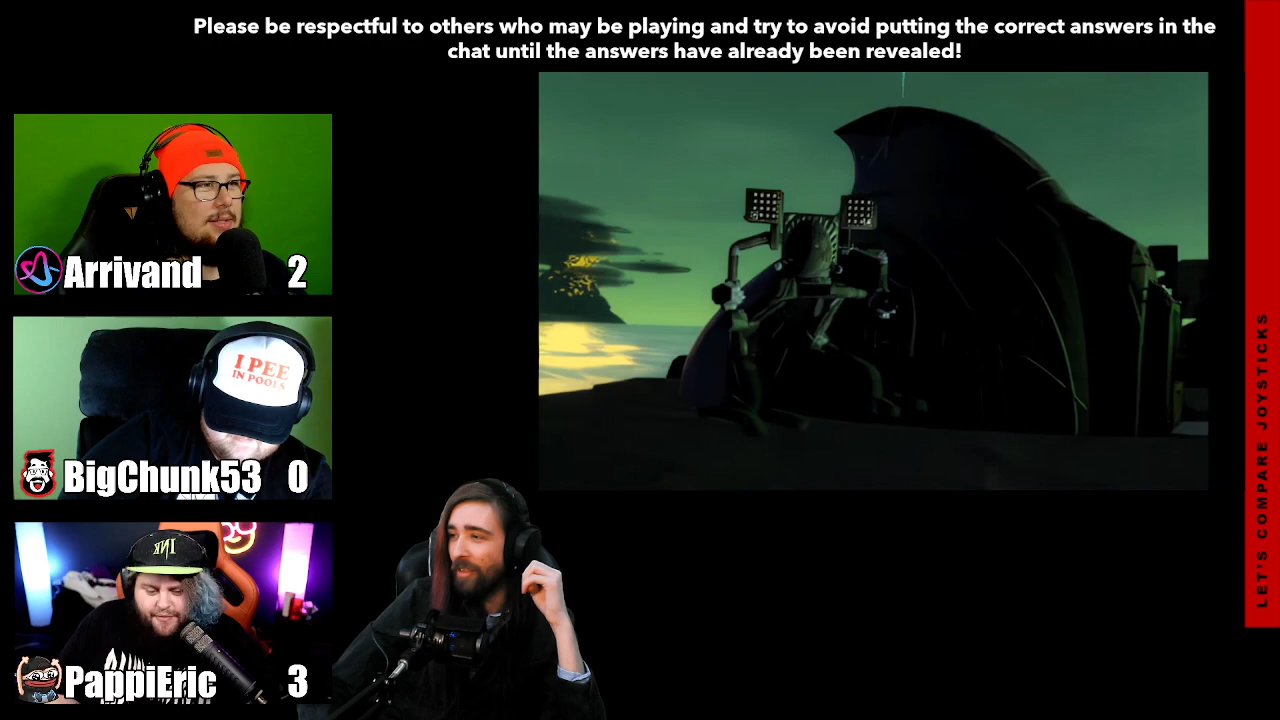 Please be respectful to others who may be playing and try to avoid putting the correct answers in the
chat until the answers have already been revealed!
Arrivand 2
I PEE
IN POOLS
BigChunk53 0
INK
PappiEric 3
LET'S COMPARE JOYSTICKS